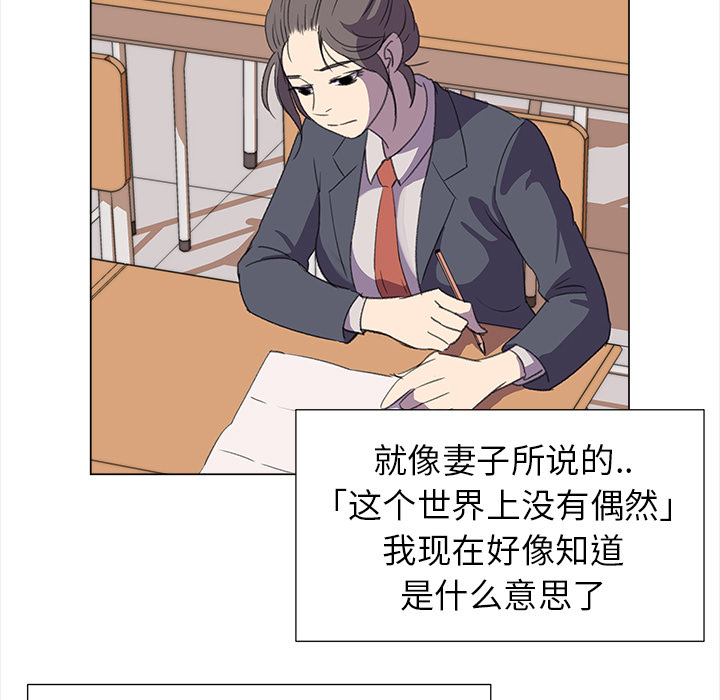 就像妻子所说的..
「这个世界上没有偶然」
我现在好像知道
是什么意思了